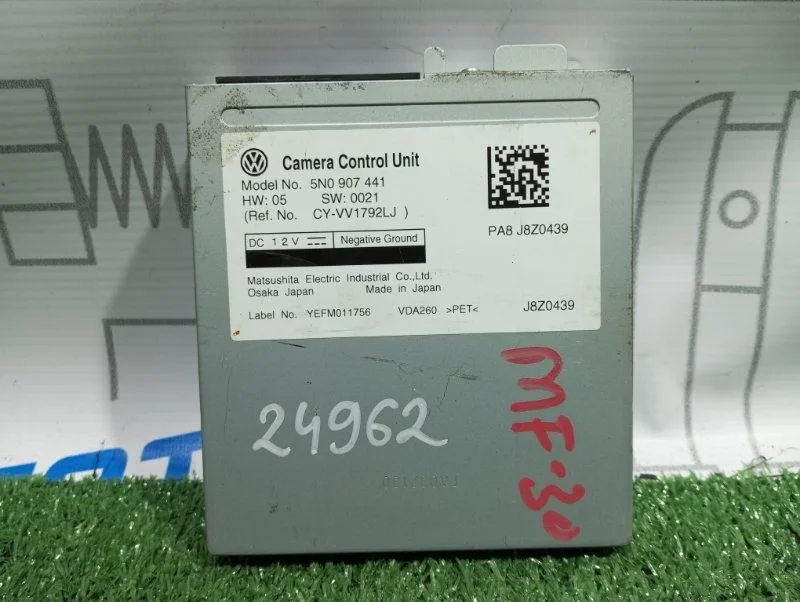 Camera Control Unit
Model No. 5N0 907 441
HW: 05 SW: 0021
(Ref. No. CY-VV1792LJ )
PA8 J8Z0439
DC 12V Negative Ground
Matsushita Electric Industrial Co.,Ltd.
Osaka Japan Made in Japan
Label No. YEFM011756 VDA260 >PET< J8Z0439
24962
MF-30